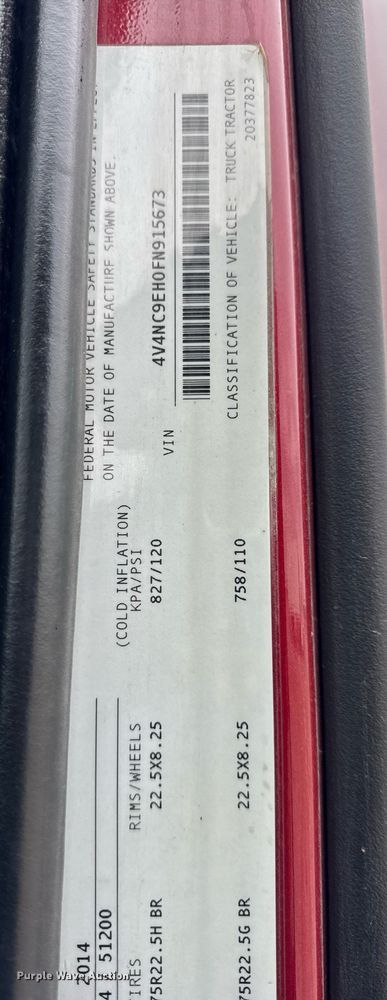 2014
4 51200
FEDERAL MOTOR VEHICLE SAFETY STANDARDS IN
ON THE DATE OF MANUFACTURE SHOWN ABOVE.
(COLD INFLATION)
IRES RIMS/WHEELS KPA/PSI
75R22.5H BR 22.5X8.25 827/120
VIN 4V4NC9EH0FN915673
75R22.5G BR 22.5X8.25 758/110
CLASSIFICATION OF VEHICLE: TRUCK TRACTOR
20377823
Purple Wave Auction